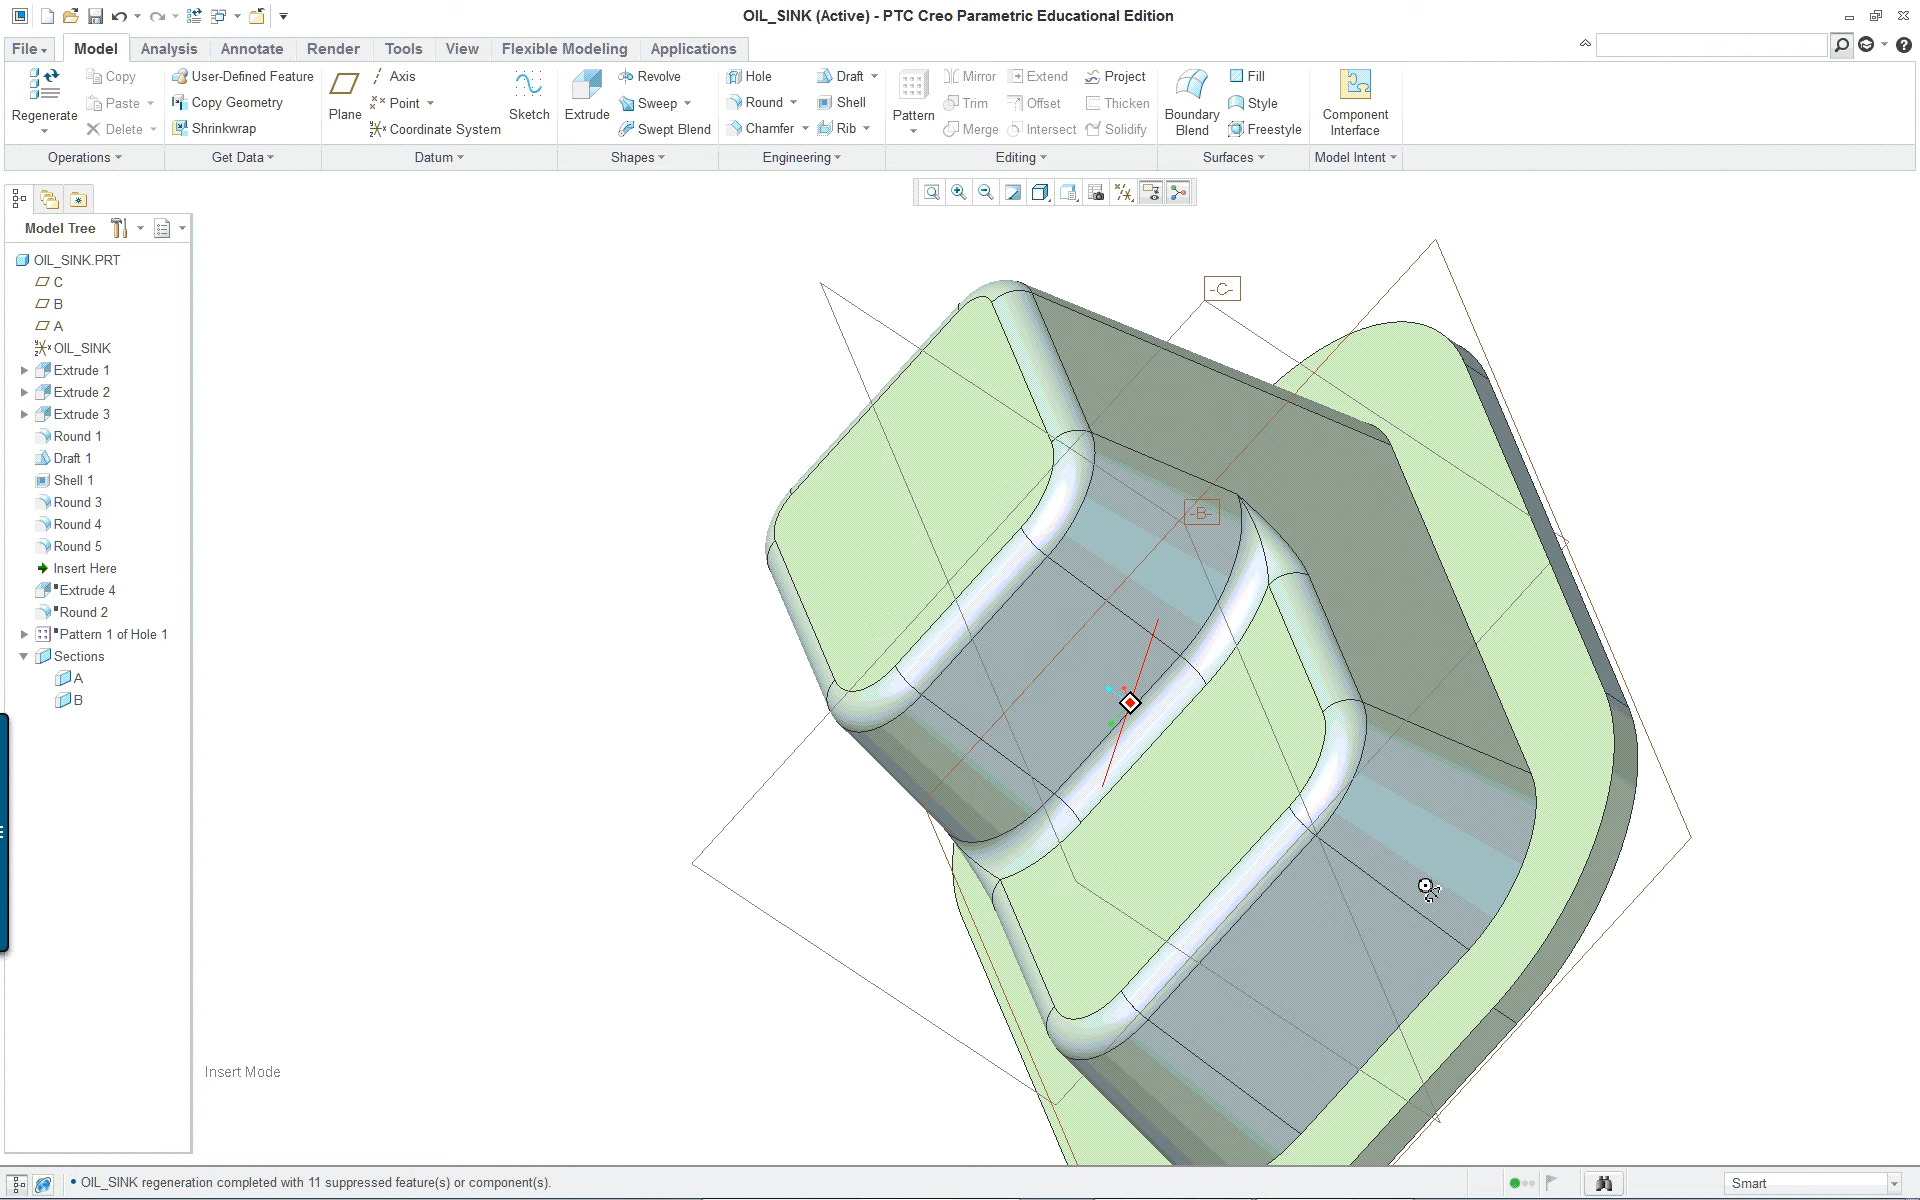 OIL_SINK (Active) - PTC Creo Parametric Educational Edition
File Model Analysis Annotate Render Tools View Flexible Modeling Applications
Regenerate
Copy
Paste
Delete
Operations
User-Defined Feature
Copy Geometry
Shrinkwrap
Get Data
Plane
Axis
Point
Coordinate System
Sketch
Datum
Extrude
Revolve
Sweep
Swept Blend
Shapes
Hole
Round
Chamfer
Draft
Shell
Rib
Engineering
Pattern
Mirror
Trim
Merge
Extend
Offset
Intersect
Project
Thicken
Solidify
Editing
Boundary
Blend
Fill
Style
Freestyle
Surfaces
Component
Interface
Model Intent
Model Tree
OIL_SINK.PRT
C
B
A
OIL_SINK
Extrude 1
Extrude 2
Extrude 3
Round 1
Draft 1
Shell 1
Round 3
Round 4
Round 5
Insert Here
Extrude 4
Round 2
Pattern 1 of Hole 1
Sections
A
B
-C-
-B-
Insert Mode
• OIL_SINK regeneration completed with 11 suppressed feature(s) or component(s).
Smart